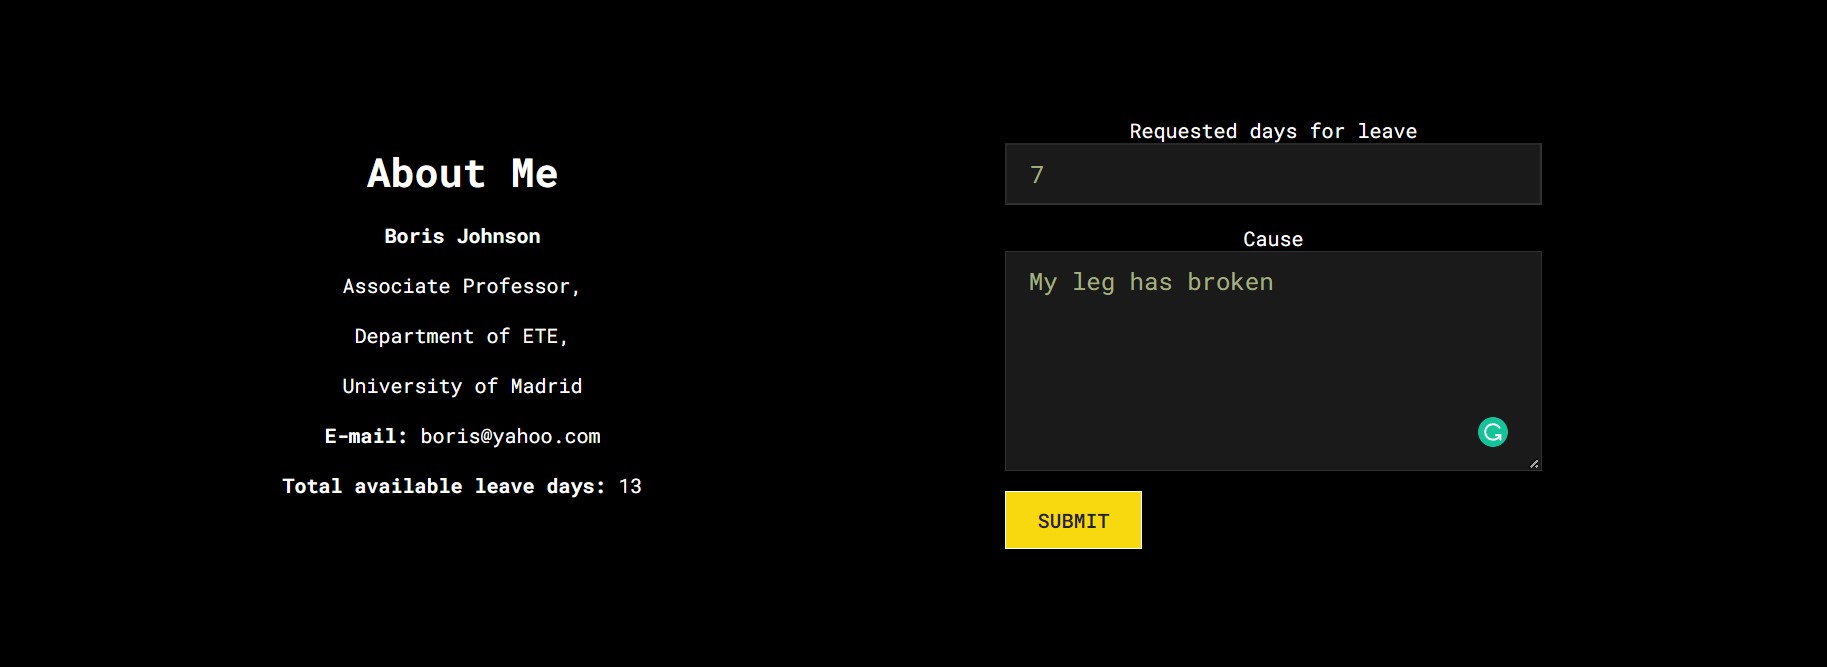 About Me
Boris Johnson
Associate Professor,
Department of ETE,
University of Madrid
E-mail: boris@yahoo.com
Total available leave days: 13
Requested days for leave
7
Cause
My leg has broken
SUBMIT